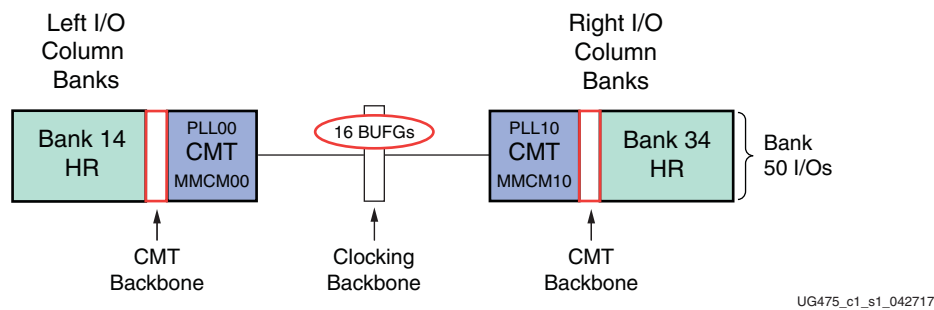 Left I/O
Column
Banks
Right I/O
Column
Banks
Bank 14
HR
PLL00
CMT
MMCM00
16 BUFGs
PLL10
CMT
MMCM10
Bank 34
HR
Bank
50 I/Os
CMT
Backbone
Clocking
Backbone
CMT
Backbone
UG475_c1_s1_042717